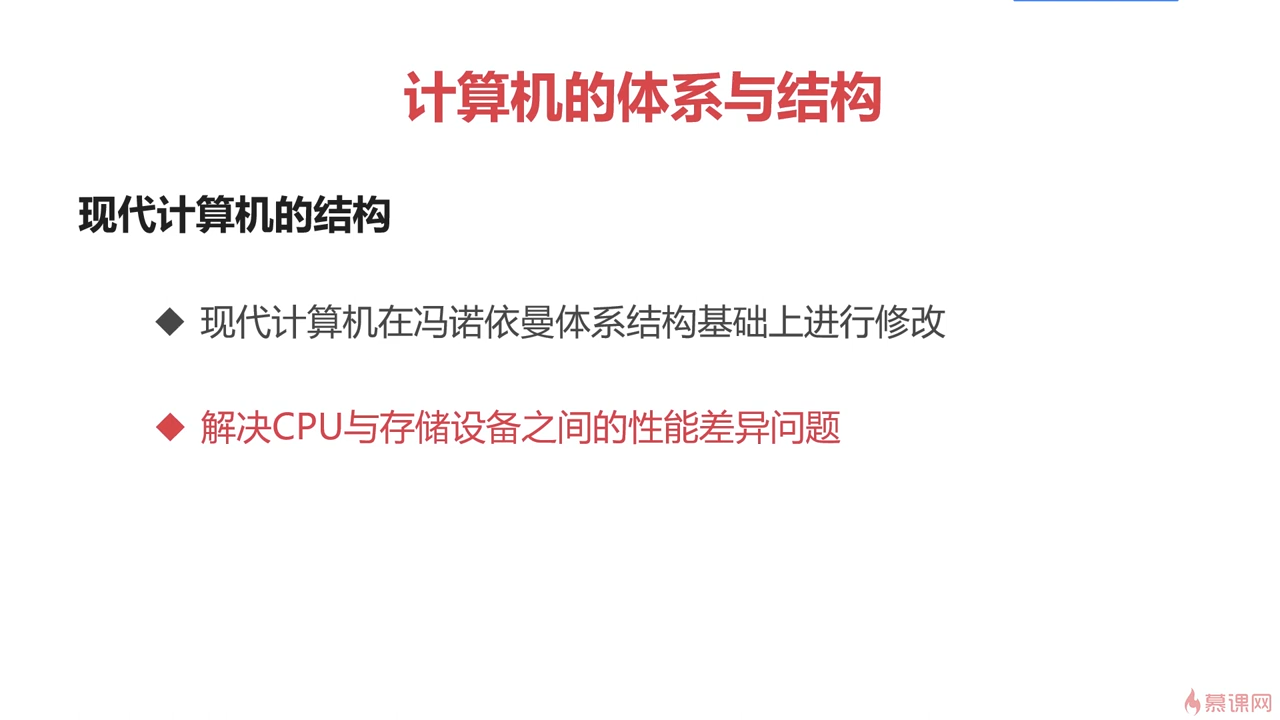 计算机的体系与结构
现代计算机的结构
现代计算机在冯诺依曼体系结构基础上进行修改
解决CPU与存储设备之间的性能差异问题
慕课网